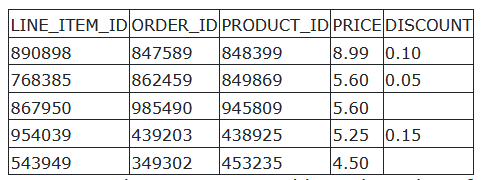 LINE_ITEM_ID ORDER_ID PRODUCT_ID PRICE DISCOUNT
890898 847589 848399 8.99 0.10
768385 862459 849869 5.60 0.05
867950 985490 945809 5.60
954039 439203 438925 5.25 0.15
543949 349302 453235 4.50